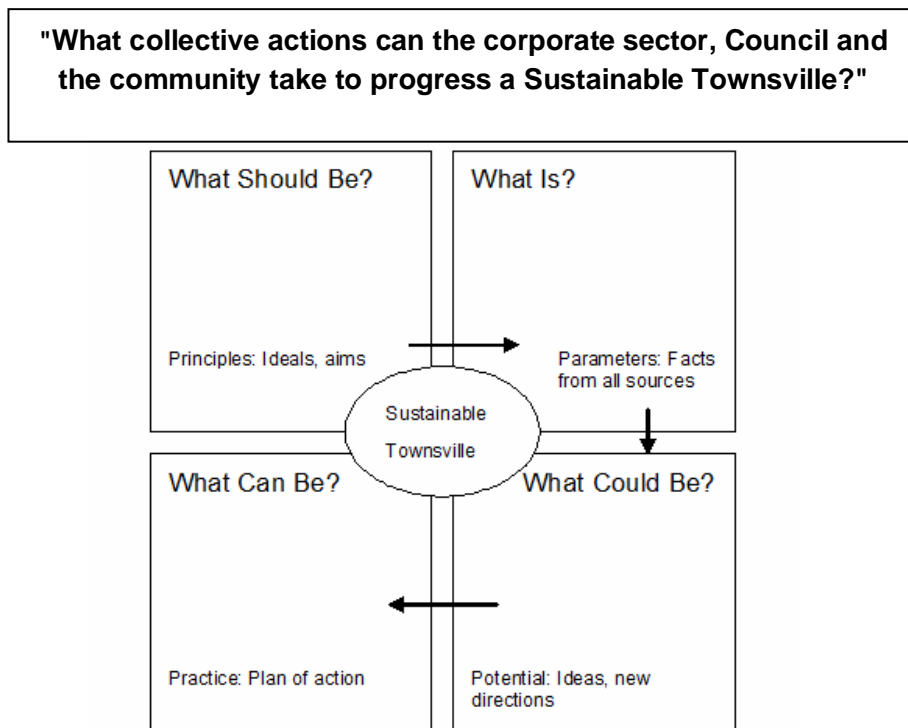 "What collective actions can the corporate sector, Council and
the community take to progress a Sustainable Townsville?"
What Should Be?
Principles: Ideals, aims
What Is?
Parameters: Facts
from all sources
Sustainable
Townsville
What Can Be?
Practice: Plan of action
What Could Be?
Potential: Ideas, new
directions